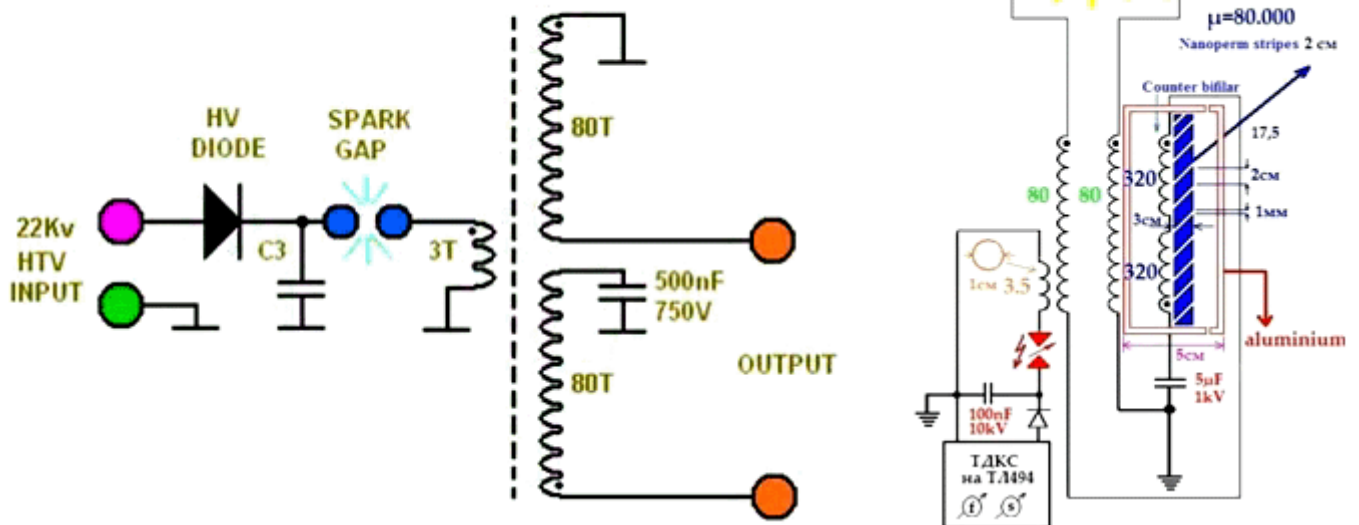 HV
DIODE
SPARK
GAP
22Kv
HTV
INPUT
C3
3T
80T
500nF
750V
80T
OUTPUT
μ=80.000
Nanoperm stripes 2 см
Counter bifilar
17,5
320
2см
3см
1мм
320
80
80
1см
3.5
aluminium
5см
5μF
1kV
100nF
10kV
ТДКС
на ТЛ494
f
s